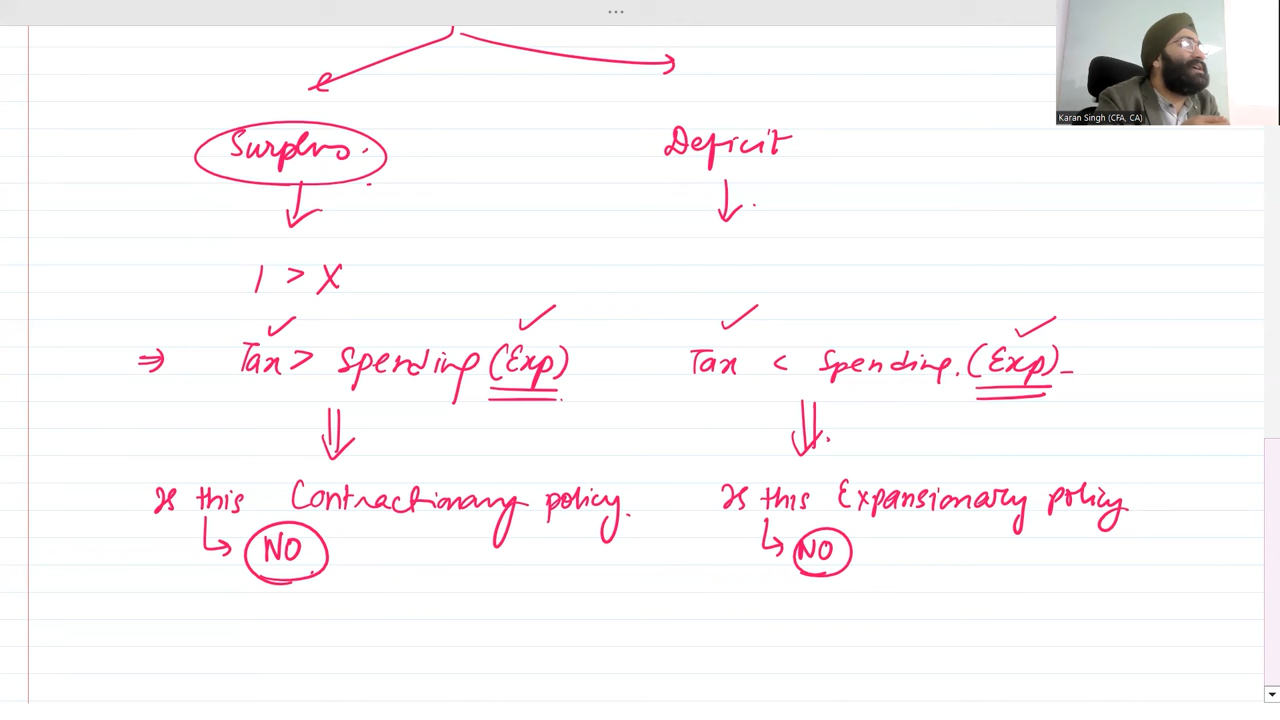 Karan Singh (CFA, CA)
Surplus.
Deficit
1 > X
⇒ Tax > Spending (Exp)
Tax < Spending. (Exp)
Is this Contractionary policy.
Is this Expansionary policy
NO
NO